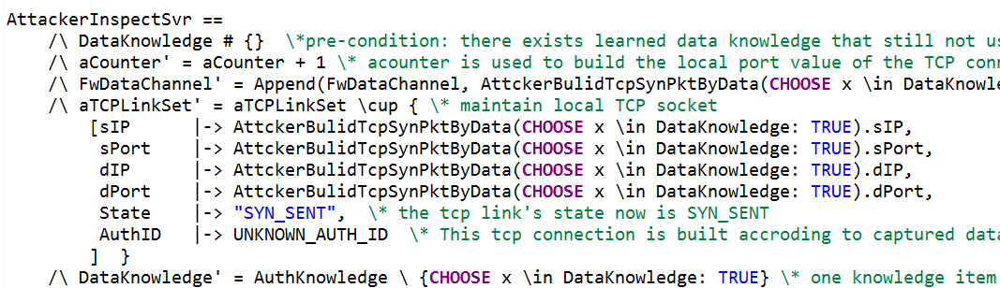 AttackerInspectSvr ==
/\ DataKnowledge # {} \*pre-condition: there exists learned data knowledge that still not
/\ aCounter' = aCounter + 1 \* acounter is used to build the local port value of the TCP
/\ FwDataChannel' = Append(FwDataChannel, AttckerBulidTcpSynPktByData(CHOOSE x \in
/\ aTCPLinkSet' = aTCPLinkSet \cup { \* maintain local TCP socket
[sIP |-> AttckerBulidTcpSynPktByData(CHOOSE x \in DataKnowledge: TRUE).sIP,
sPort |-> AttckerBulidTcpSynPktByData(CHOOSE x \in DataKnowledge: TRUE).sPort,
dIP |-> AttckerBulidTcpSynPktByData(CHOOSE x \in DataKnowledge: TRUE).dIP,
dPort |-> AttckerBulidTcpSynPktByData(CHOOSE x \in DataKnowledge: TRUE).dPort,
State |-> "SYN_SENT", \* the tcp link's state now is SYN_SENT
AuthID |-> UNKNOWN_AUTH_ID \* This tcp connection is built accroding to captured
] }
/\ DataKnowledge' = AuthKnowledge \ {CHOOSE x \in DataKnowledge: TRUE} \* one knowledge item